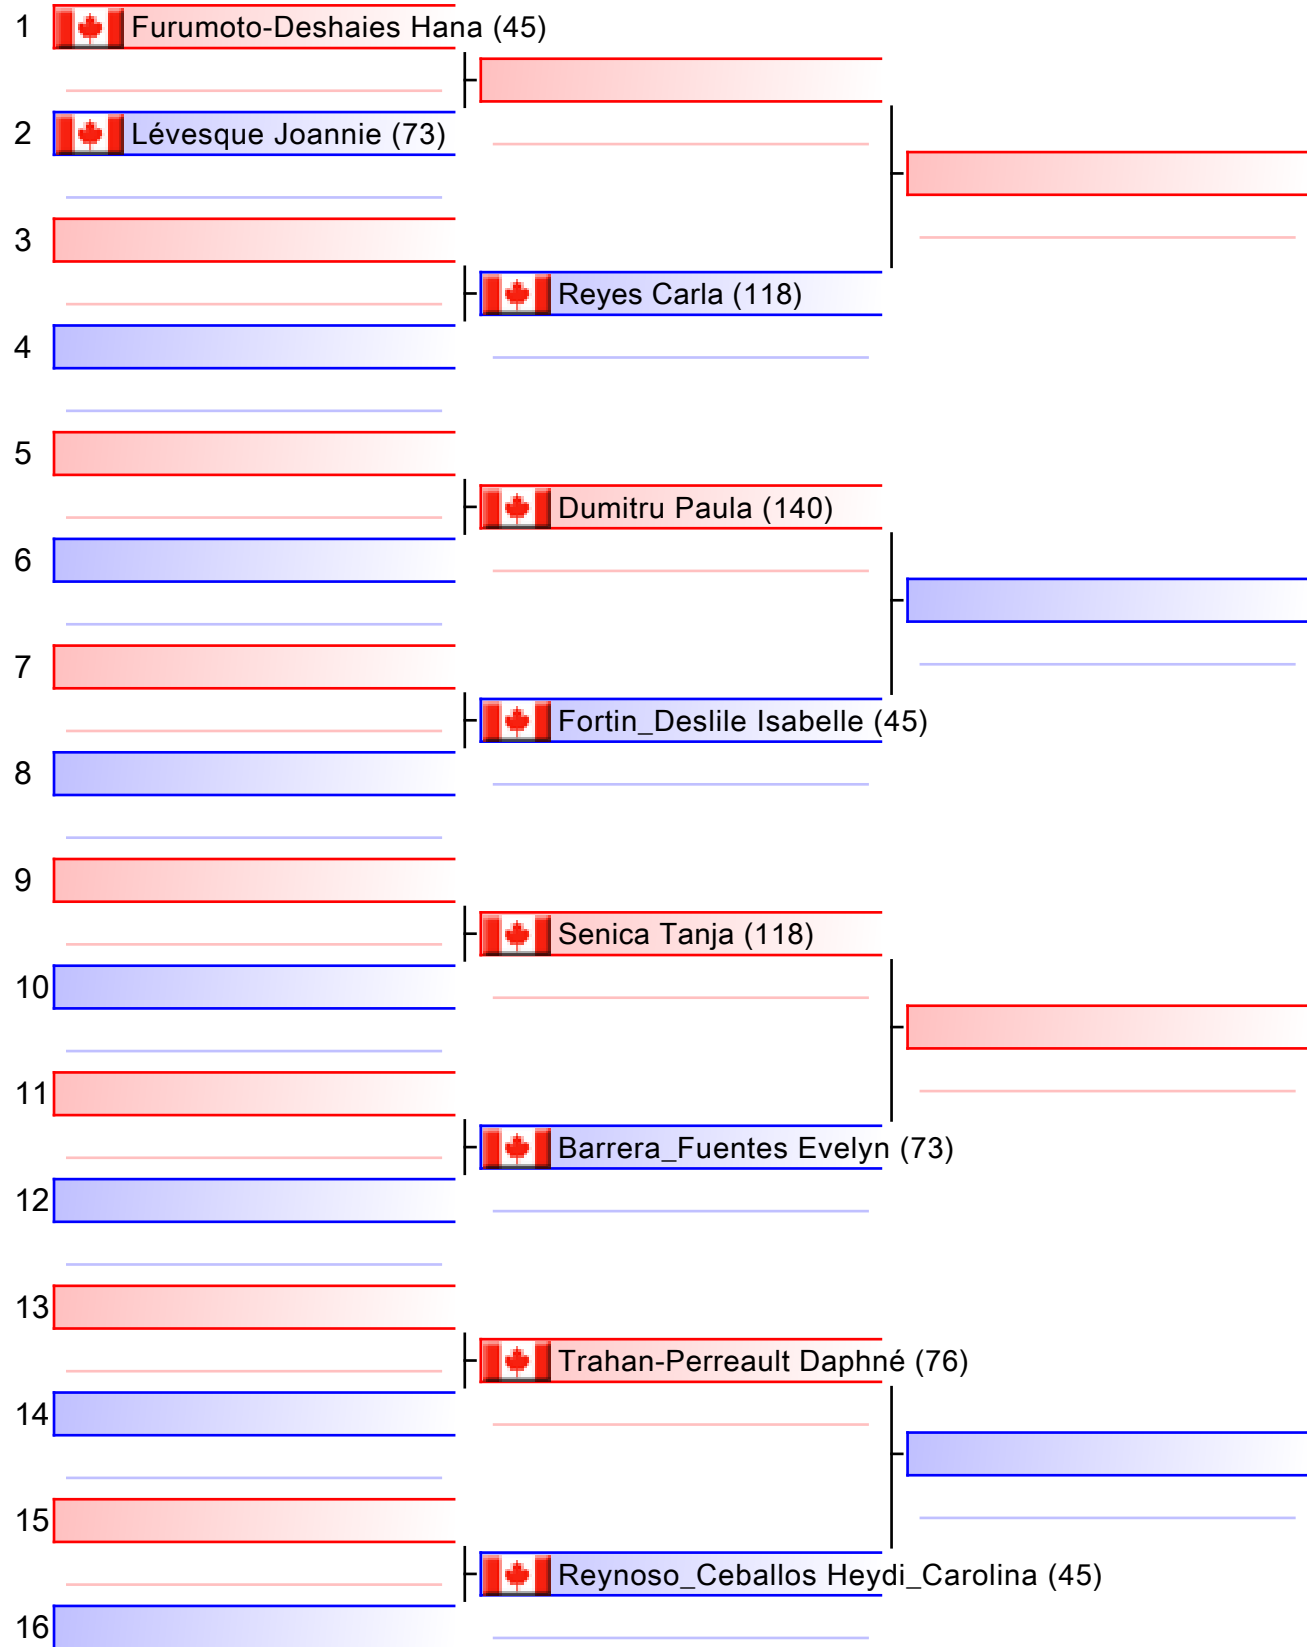 1 Furumoto-Deshaies Hana (45)
2 Lévesque Joannie (73)
3
Reyes Carla (118)
4
5
Dumitru Paula (140)
6
7
Fortin_Deslile Isabelle (45)
8
9
Senica Tanja (118)
10
11
Barrera_Fuentes Evelyn (73)
12
13
Trahan-Perreault Daphné (76)
14
15
Reynoso_Ceballos Heydi_Carolina (45)
16